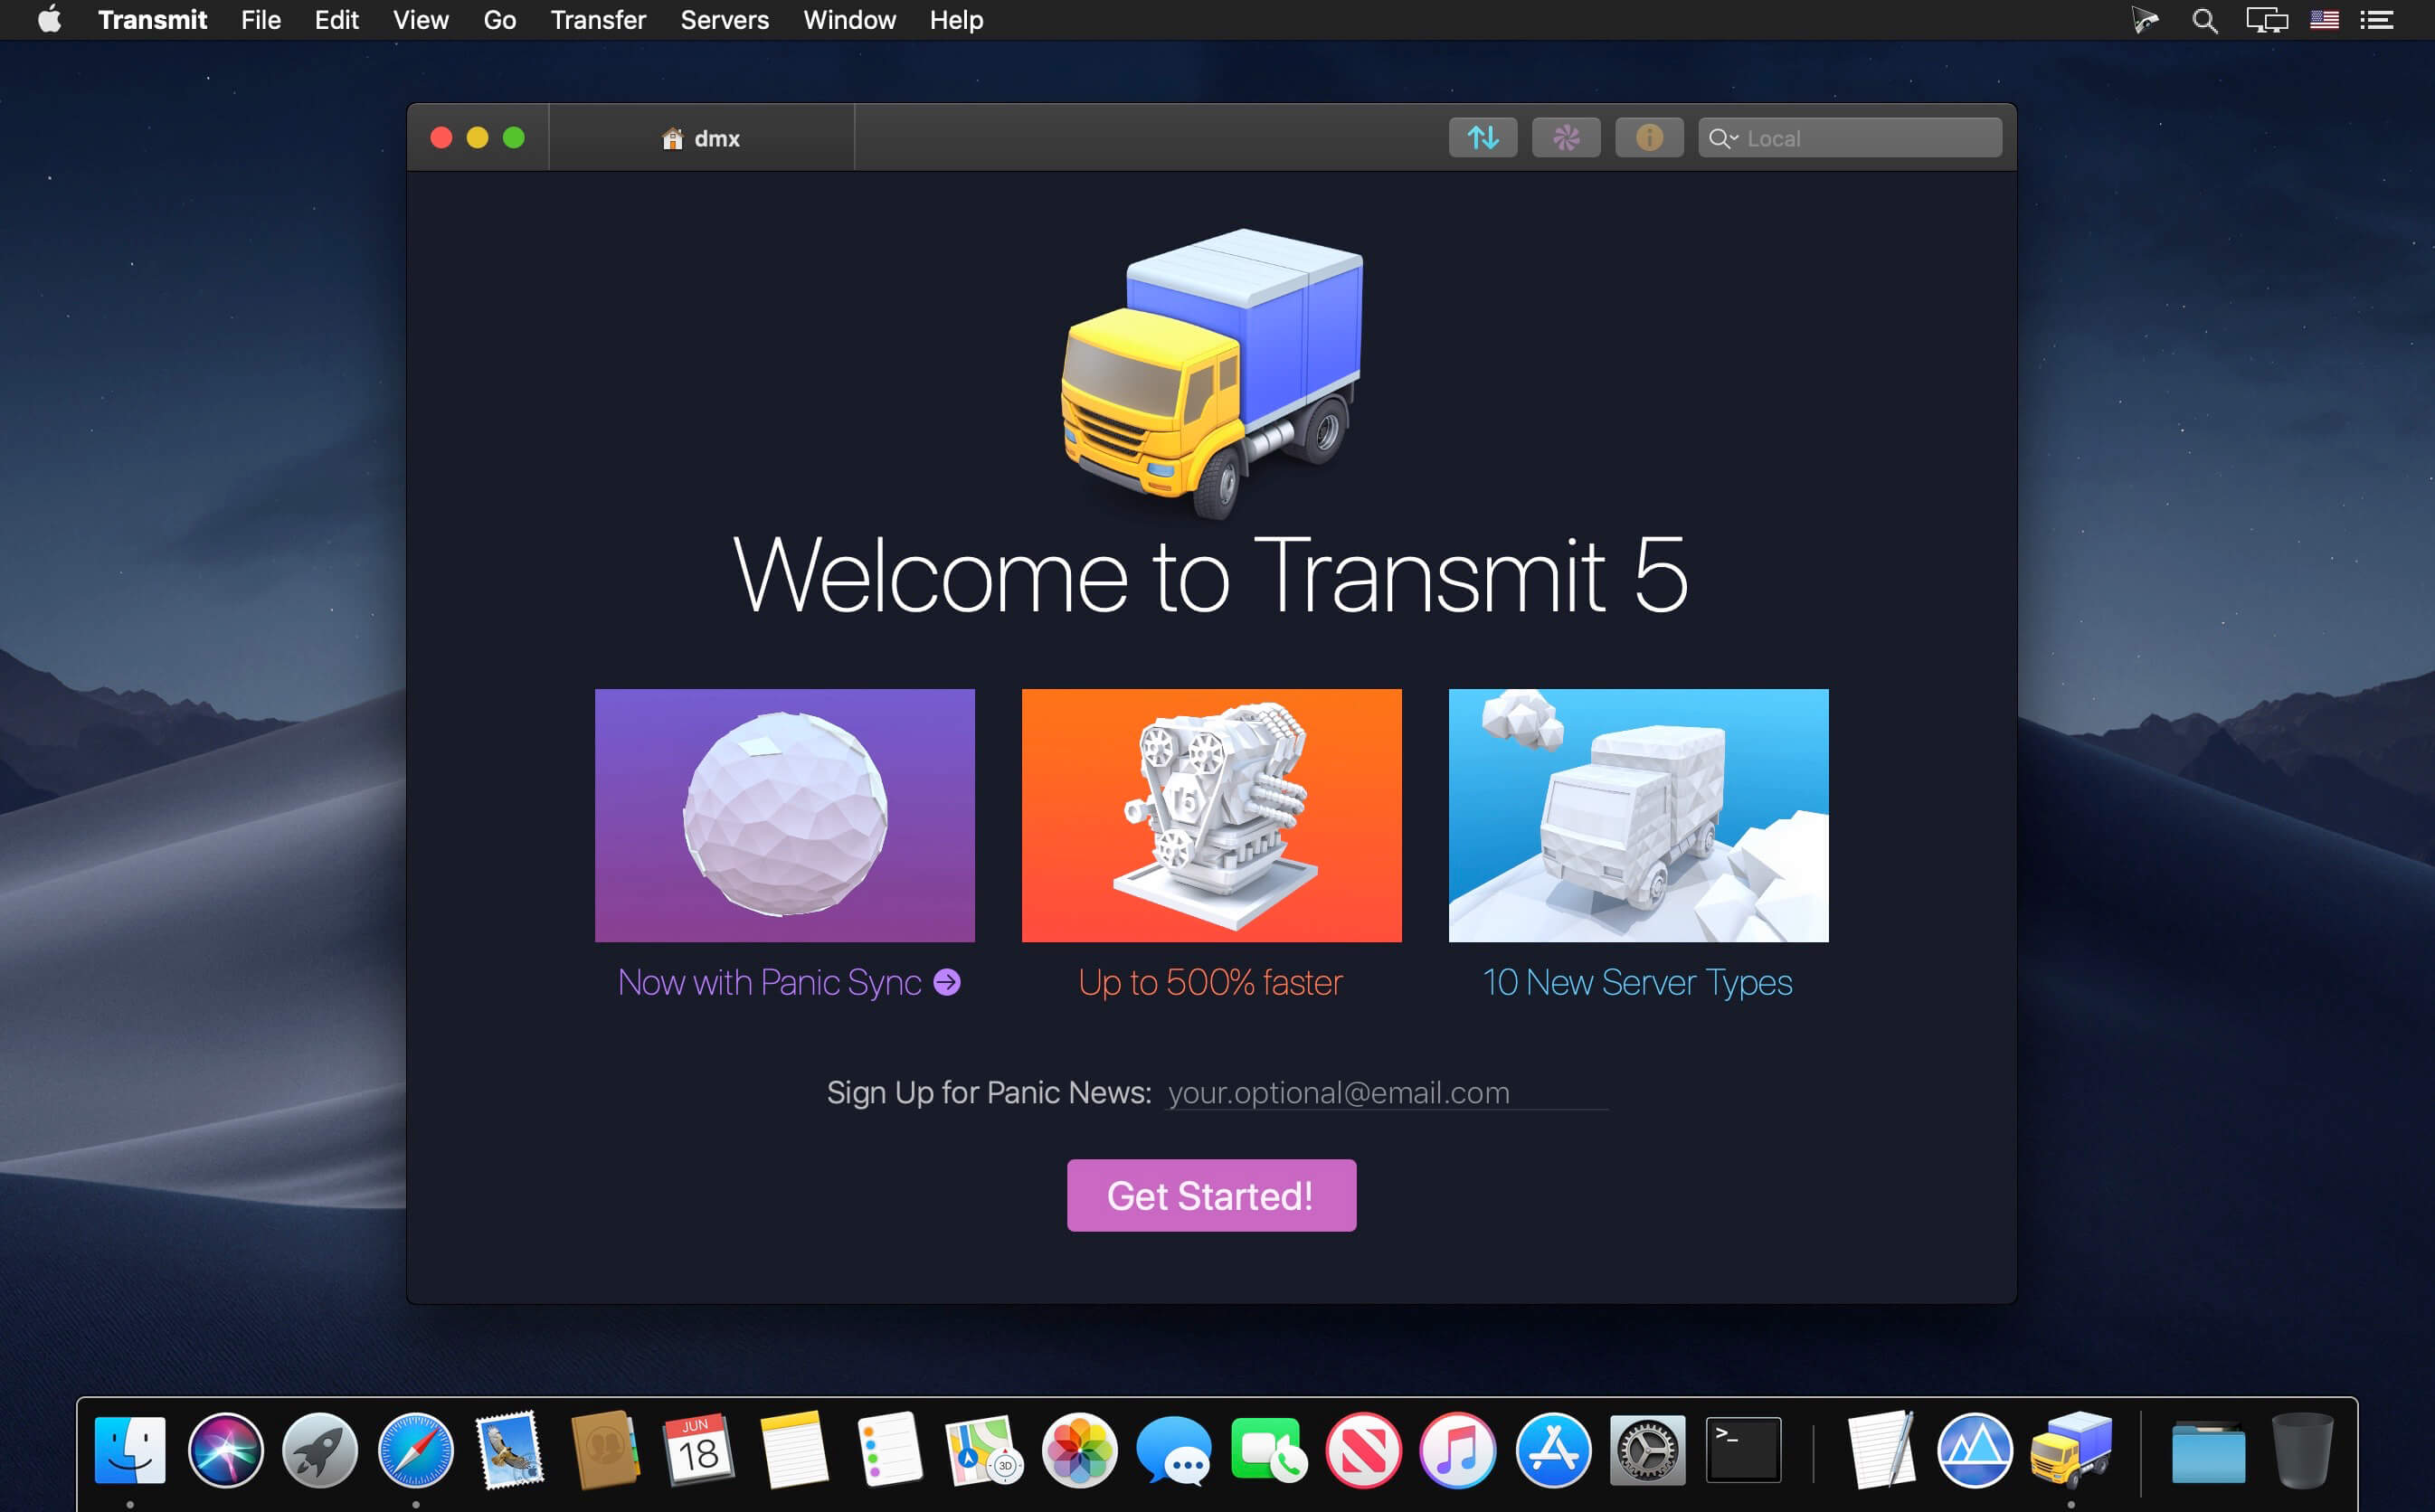 Transmit File Edit View Go Transfer Servers Window Help
dmx
Local
Welcome to Transmit 5
T5
Now with Panic Sync
Up to 500% faster
10 New Server Types
Sign Up for Panic News: your.optional@email.com
Get Started!
JUN
18
3D
>_